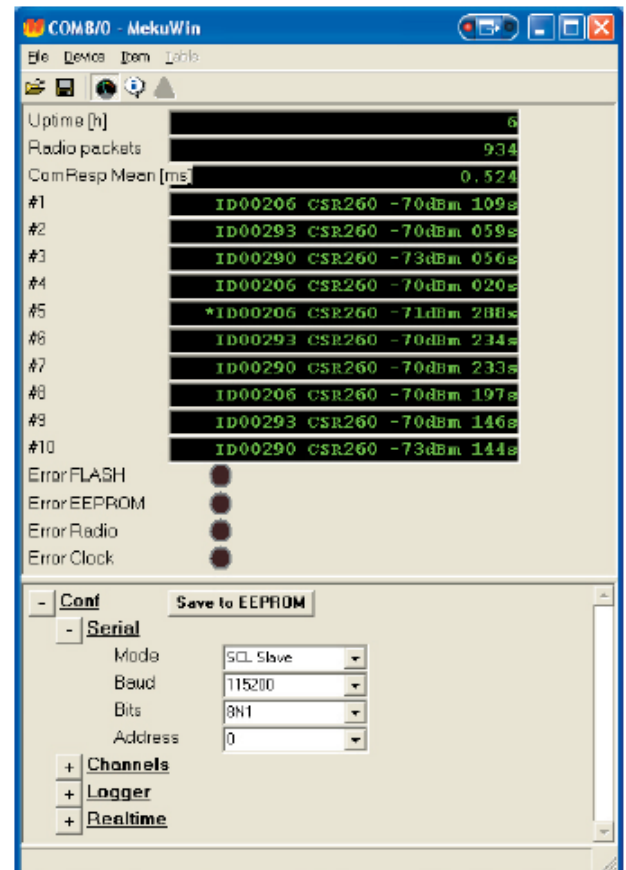 COM8/0 - MekuWin
File Device Item Table
Uptime [h] 6
Radio packets 934
ComResp Mean [ms] 0.524
#1 ID00206 CSR260 -70dBm 109s
#2 ID00293 CSR260 -70dBm 059s
#3 ID00290 CSR260 -73dBm 056s
#4 ID00206 CSR260 -70dBm 020s
#5 *ID00206 CSR260 -71dBm 288s
#6 ID00293 CSR260 -70dBm 234s
#7 ID00290 CSR260 -70dBm 233s
#8 ID00206 CSR260 -70dBm 197s
#9 ID00293 CSR260 -70dBm 146s
#10 ID00290 CSR260 -73dBm 144s
Error FLASH
Error EEPROM
Error Radio
Error Clock
- Conf Save to EEPROM
- Serial
Mode SCL Slave
Baud 115200
Bits 8N1
Address 0
+ Channels
+ Logger
+ Realtime